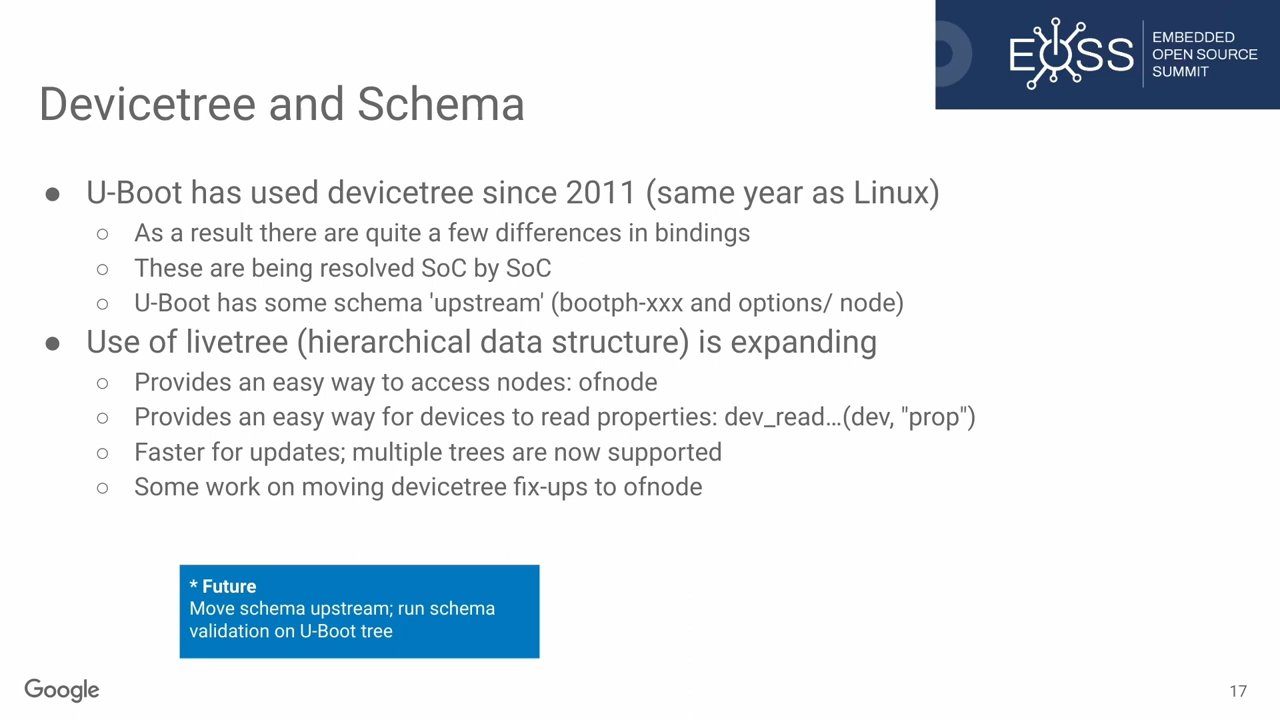 EOSS
EMBEDDED
OPEN SOURCE
SUMMIT
Devicetree and Schema
● U-Boot has used devicetree since 2011 (same year as Linux)
○ As a result there are quite a few differences in bindings
○ These are being resolved SoC by SoC
○ U-Boot has some schema 'upstream' (bootph-xxx and options/ node)
● Use of livetree (hierarchical data structure) is expanding
○ Provides an easy way to access nodes: ofnode
○ Provides an easy way for devices to read properties: dev_read…(dev, "prop")
○ Faster for updates; multiple trees are now supported
○ Some work on moving devicetree fix-ups to ofnode
* Future
Move schema upstream; run schema
validation on U-Boot tree
Google
17